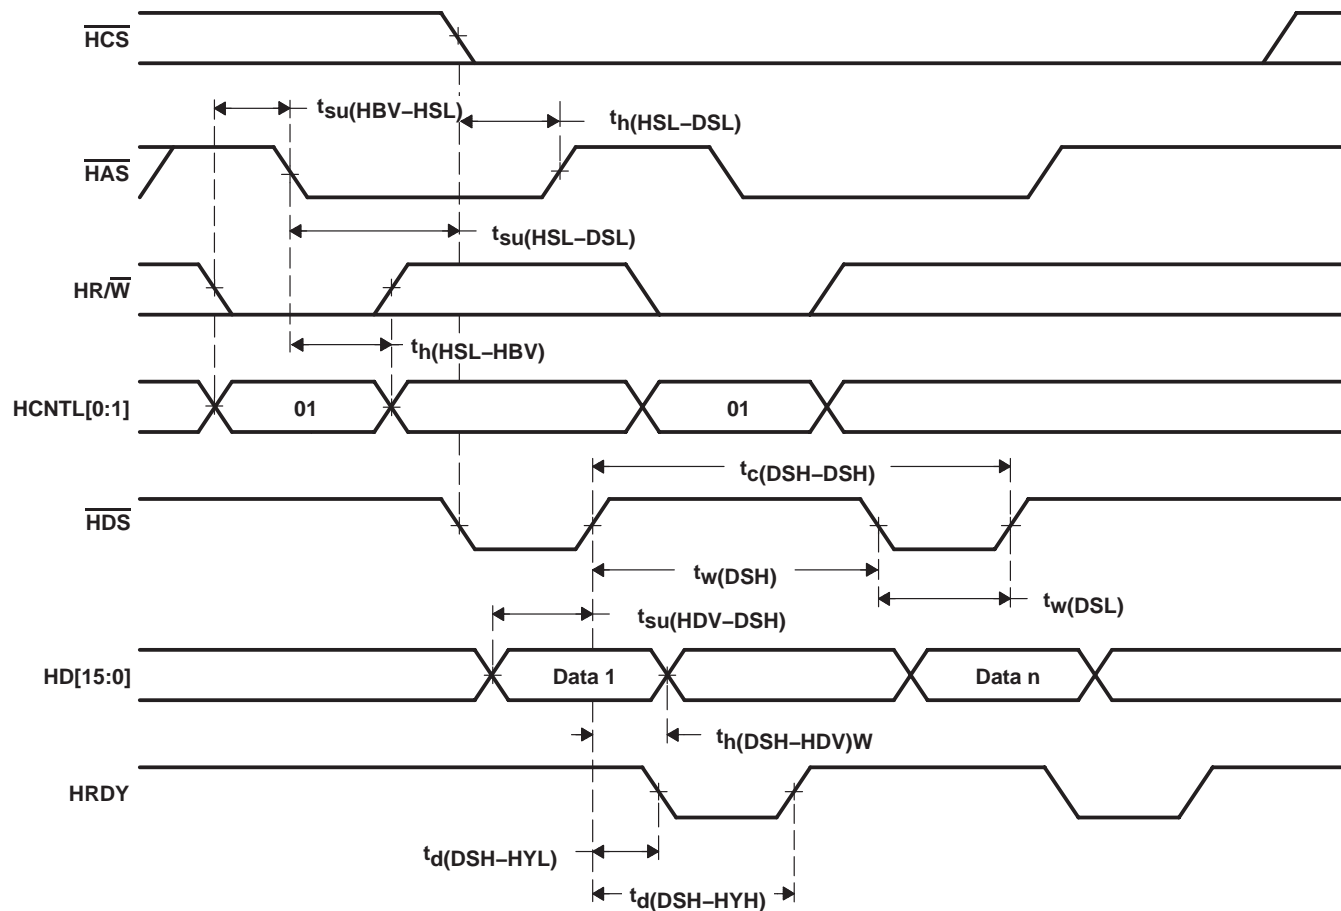 HCS
tsu(HBV–HSL)
th(HSL–DSL)
HAS
tsu(HSL–DSL)
HR/W
th(HSL–HBV)
HCNTL[0:1]
01
01
tc(DSH–DSH)
HDS
tw(DSH)
tw(DSL)
tsu(HDV–DSH)
HD[15:0]
Data 1
Data n
th(DSH–HDV)W
HRDY
td(DSH–HYL)
td(DSH–HYH)